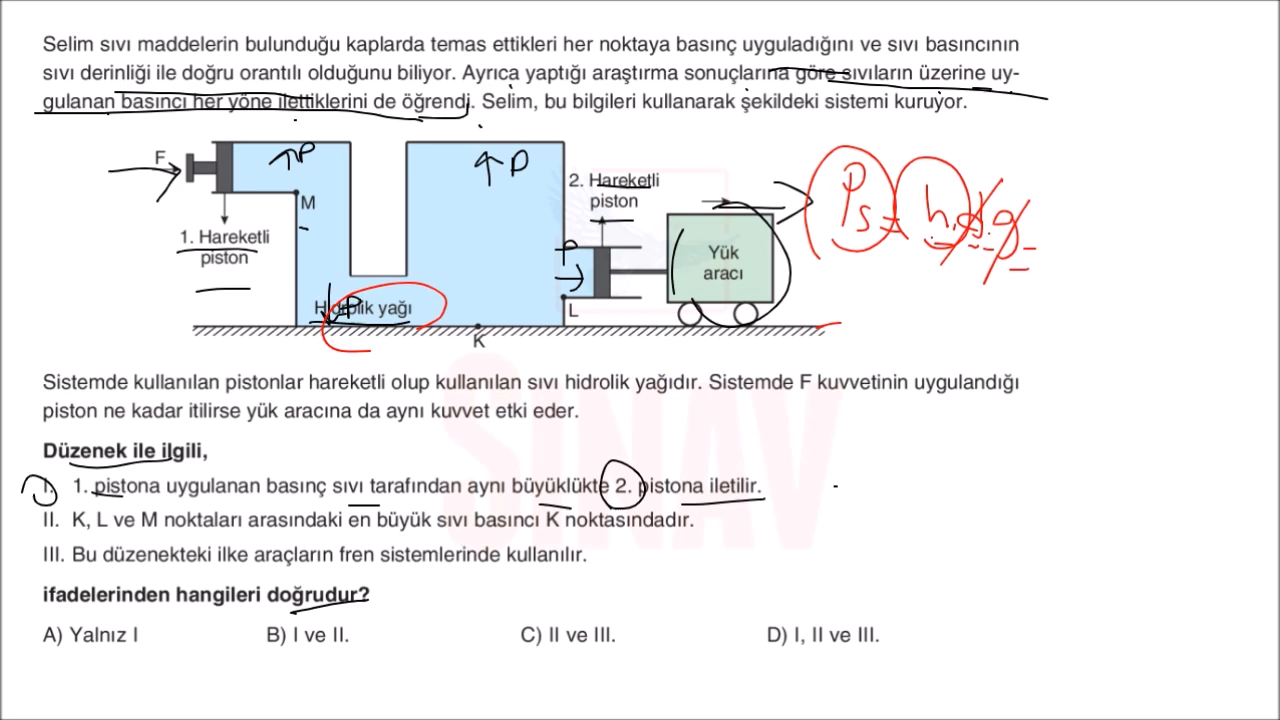 Selim sıvı maddelerin bulunduğu kaplarda temas ettikleri her noktaya basınç uyguladığını ve sıvı basıncının
sıvı derinliği ile doğru orantılı olduğunu biliyor. Ayrıca yaptığı araştırma sonuçlarına göre sıvıların üzerine uy-
gulanan basıncı her yöne ilettiklerini de öğrendi. Selim, bu bilgileri kullanarak şekildeki sistemi kuruyor.
F
P
P
M
1. Hareketli
piston
2. Hareketli
piston
P
Yük
aracı
Ps = h.d.g
P
Hidrolik yağı
L
K
Sistemde kullanılan pistonlar hareketli olup kullanılan sıvı hidrolik yağıdır. Sistemde F kuvvetinin uygulandığı
piston ne kadar itilirse yük aracına da aynı kuvvet etki eder.
Düzenek ile ilgili,
I. 1. pistona uygulanan basınç sıvı tarafından aynı büyüklükte 2. pistona iletilir.
II. K, L ve M noktaları arasındaki en büyük sıvı basıncı K noktasındadır.
III. Bu düzenekteki ilke araçların fren sistemlerinde kullanılır.
ifadelerinden hangileri doğrudur?
A) Yalnız I B) I ve II. C) II ve III. D) I, II ve III.
SINAV